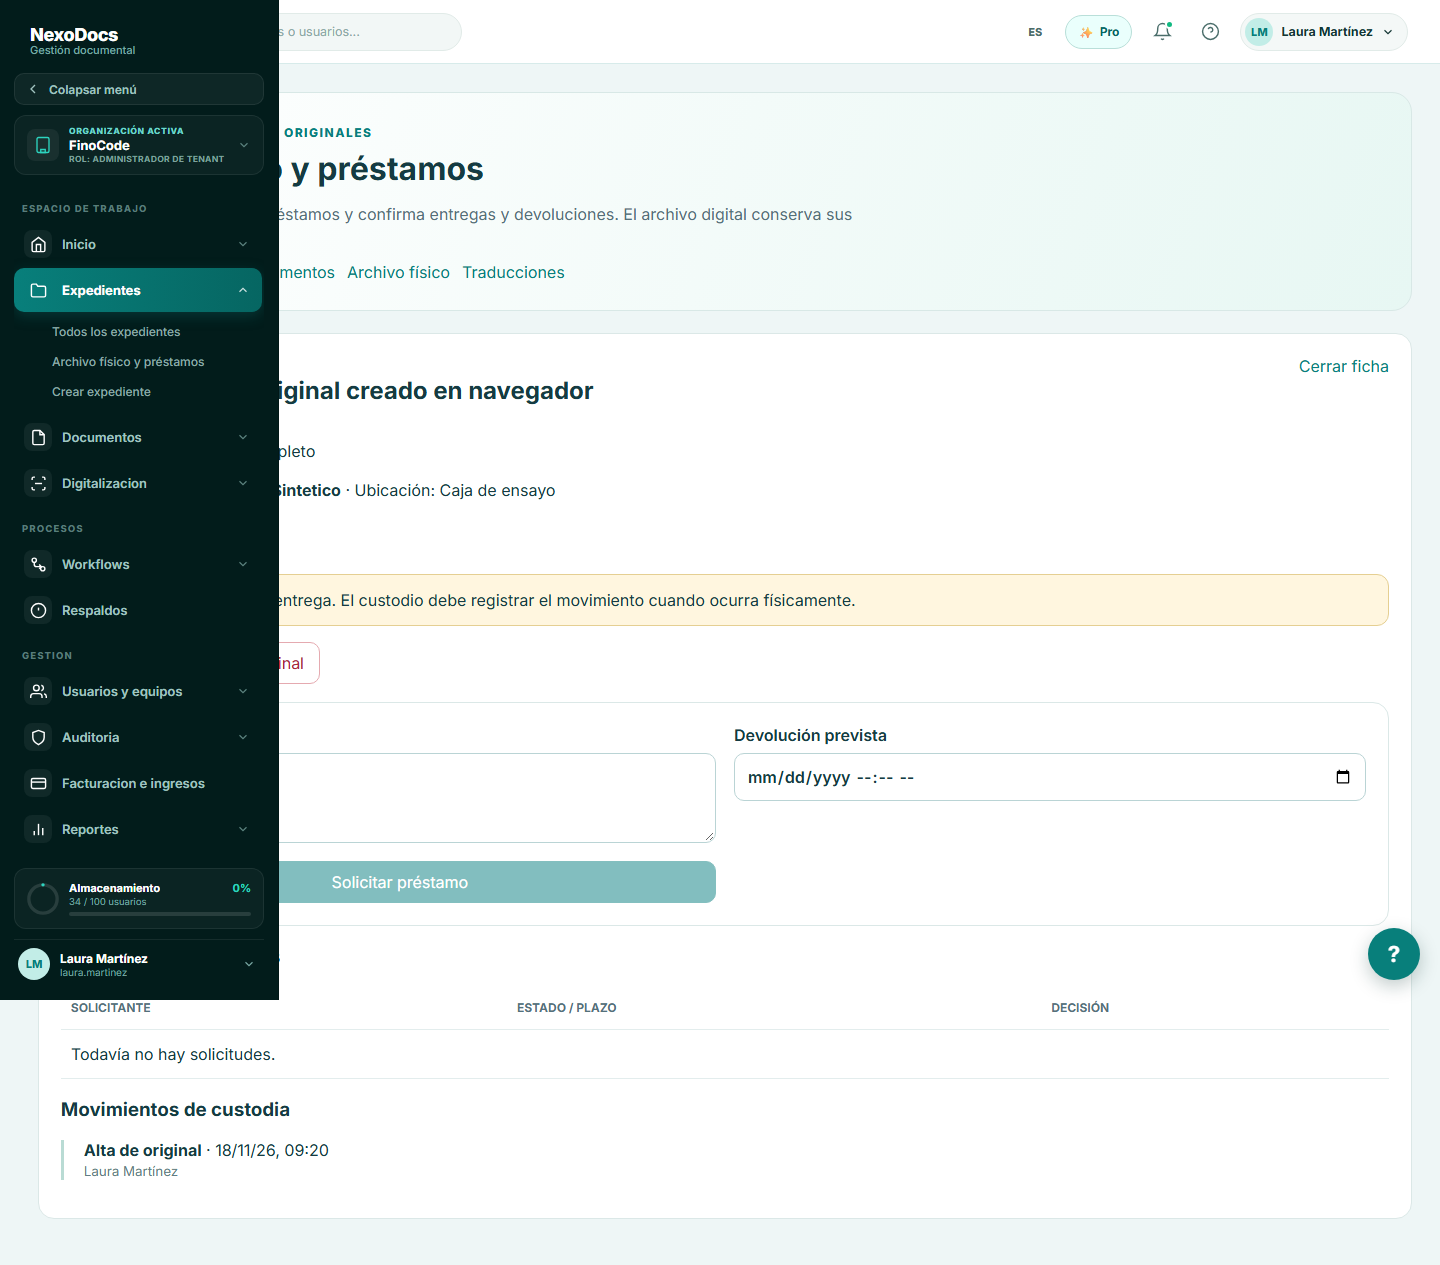 NexoDocs
Gestión documental
Colapsar menú
ORGANIZACIÓN ACTIVA
FinoCode
ROL: ADMINISTRADOR DE TENANT
ESPACIO DE TRABAJO
Inicio
Expedientes
Todos los expedientes
Archivo físico y préstamos
Crear expediente
Documentos
Digitalizacion
PROCESOS
Workflows
Respaldos
GESTION
Usuarios y equipos
Auditoria
Facturacion e ingresos
Reportes
Almacenamiento 0%
34 / 100 usuarios
LM Laura Martínez
laura.martinez
s o usuarios...
ES
Pro
LM Laura Martínez
ORIGINALES
y préstamos
éstamos y confirma entregas y devoluciones. El archivo digital conserva sus
mentos Archivo físico Traducciones
Cerrar ficha
iginal creado en navegador
pleto
Sintetico · Ubicación: Caja de ensayo
entrega. El custodio debe registrar el movimiento cuando ocurra físicamente.
inal
Devolución prevista
mm/dd/yyyy --:-- --
Solicitar préstamo
?
SOLICITANTE ESTADO / PLAZO DECISIÓN
Todavía no hay solicitudes.
Movimientos de custodia
Alta de original · 18/11/26, 09:20
Laura Martínez